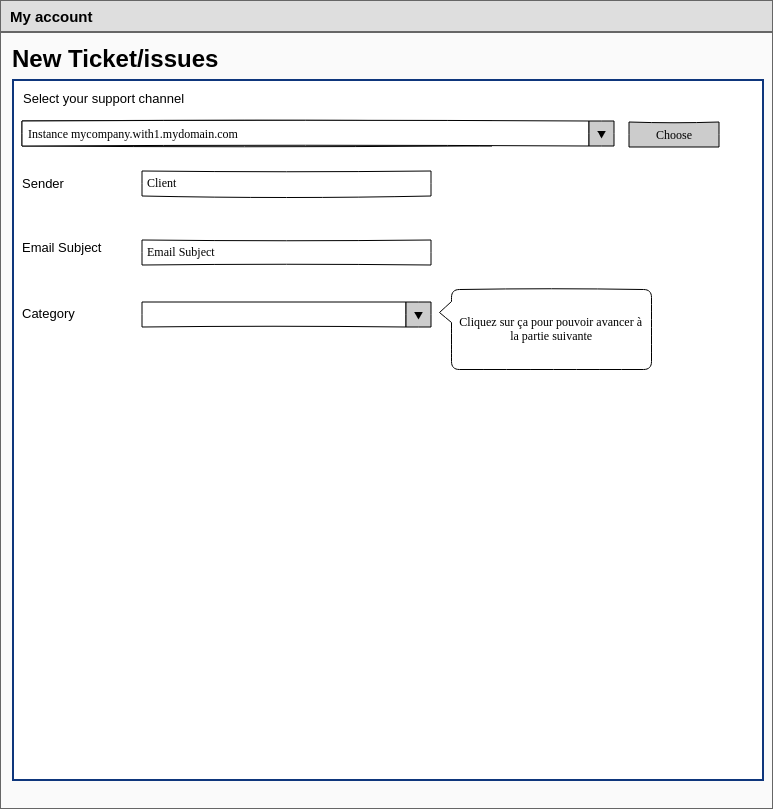 My account
New Ticket/issues
Select your support channel
Instance mycompany.with1.mydomain.com
Choose
Sender
Client
Email Subject
Email Subject
Category
Cliquez sur ça pour pouvoir avancer à
la partie suivante